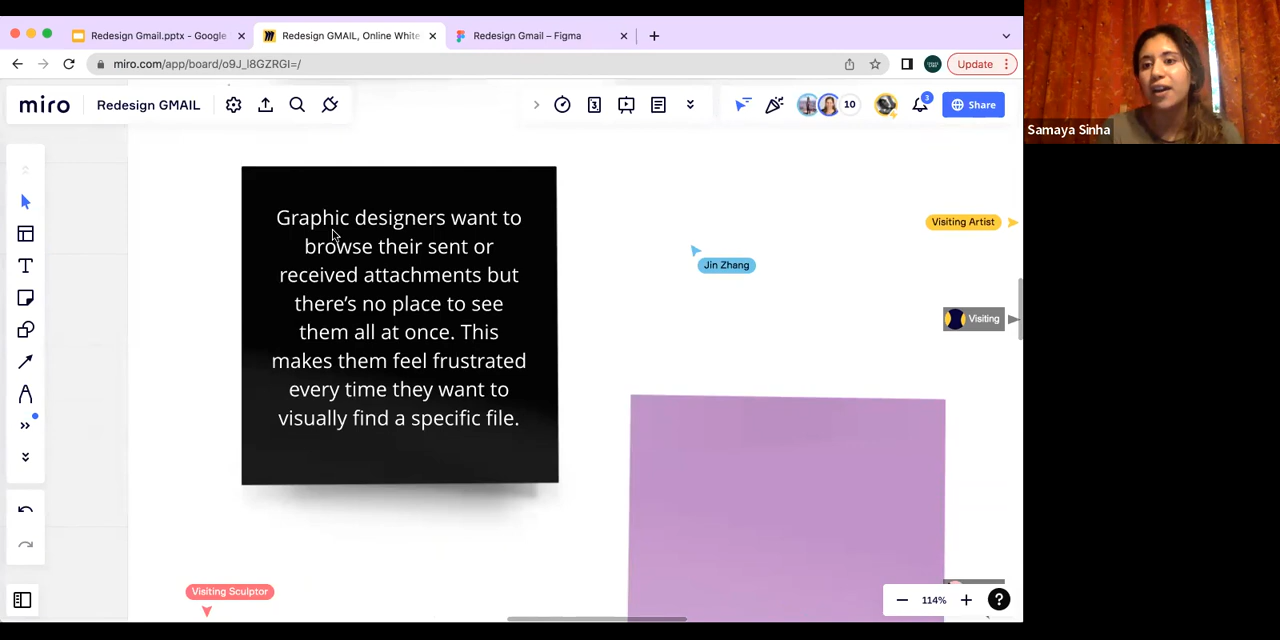 Redesign Gmail.pptx - Google
Redesign GMAIL, Online White
Redesign Gmail – Figma
miro.com/app/board/o9J_l8GZRGI=/
Update
miro
Redesign GMAIL
3
10
3
Share
Samaya Sinha
Graphic designers want to
browse their sent or
received attachments but
there's no place to see
them all at once. This
makes them feel frustrated
every time they want to
visually find a specific file.
Visiting Artist
Jin Zhang
Visiting
Visiting Sculptor
114%